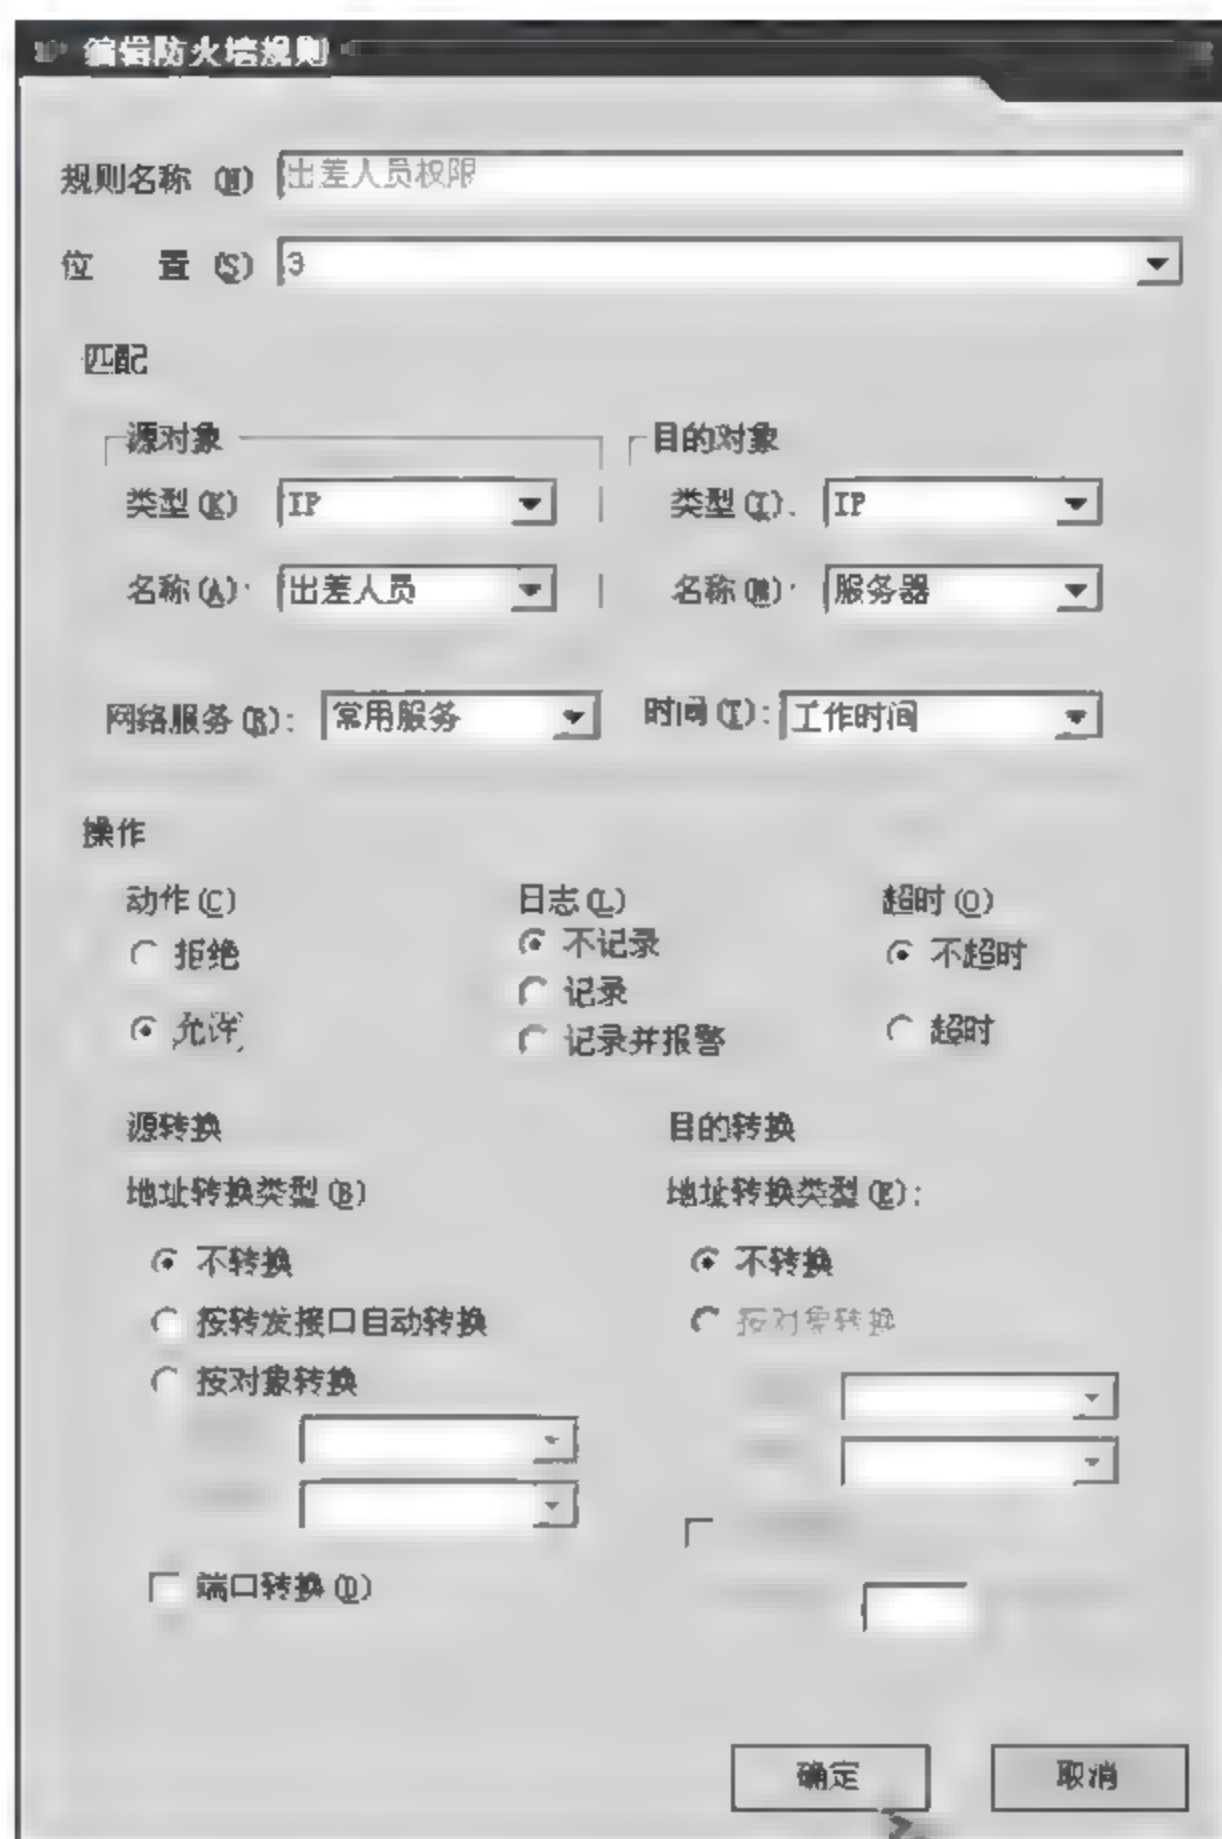 编辑防火墙规则
规则名称 (N) 出差人员权限
位 置 (S) 3
匹配
源对象 目的对象
类型(K) IP 类型(I). IP
名称(A): 出差人员 名称(M): 服务器
网络服务(R): 常用服务 时间(T): 工作时间
操作
动作(C) 日志(L) 超时(O)
拒绝 不记录 不超时
记录
允许 记录并报警 超时
源转换 目的转换
地址转换类型(B) 地址转换类型(E):
不转换 不转换
按转发接口自动转换 按对象转换
按对象转换
端口转换(D)
确定 取消